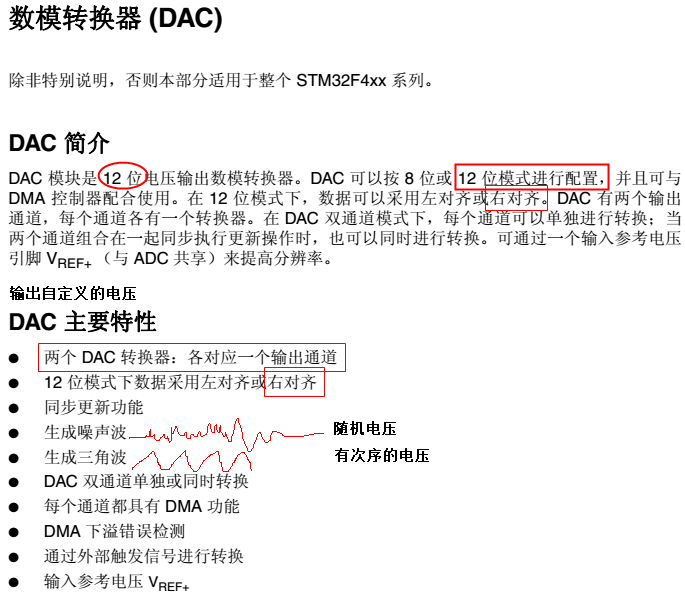 数模转换器 (DAC)
除非特别说明，否则本部分适用于整个 STM32F4xx 系列。
DAC 简介
DAC 模块是 12 位电压输出数模转换器。DAC 可以按 8 位或 12 位模式进行配置，并且可与
DMA 控制器配合使用。在 12 位模式下，数据可以采用左对齐或右对齐。DAC 有两个输出
通道，每个通道各有一个转换器。在 DAC 双通道模式下，每个通道可以单独进行转换；当
两个通道组合在一起同步执行更新操作时，也可以同时进行转换。可通过一个输入参考电压
引脚 VREF+ （与 ADC 共享）来提高分辨率。
输出自定义的电压
DAC 主要特性
● 两个 DAC 转换器：各对应一个输出通道
● 12 位模式下数据采用左对齐或右对齐
● 同步更新功能
● 生成噪声波 随机电压
● 生成三角波 有次序的电压
● DAC 双通道单独或同时转换
● 每个通道都具有 DMA 功能
● DMA 下溢错误检测
● 通过外部触发信号进行转换
● 输入参考电压 VREF+